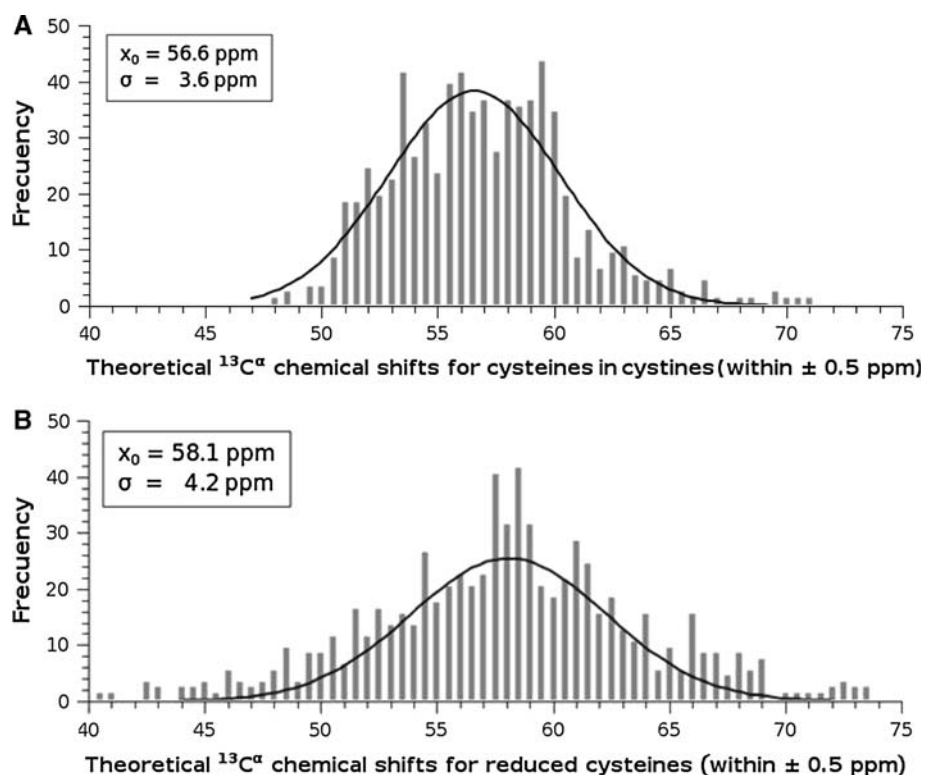 A
50
40
30
20
10
0
Frecuency
x₀ = 56.6 ppm
σ = 3.6 ppm
40 45 50 55 60 65 70 75
Theoretical ¹³Cᵅ chemical shifts for cysteines in cystines (within ± 0.5 ppm)
B
50
40
30
20
10
0
Frecuency
x₀ = 58.1 ppm
σ = 4.2 ppm
40 45 50 55 60 65 70 75
Theoretical ¹³Cᵅ chemical shifts for reduced cysteines (within ± 0.5 ppm)